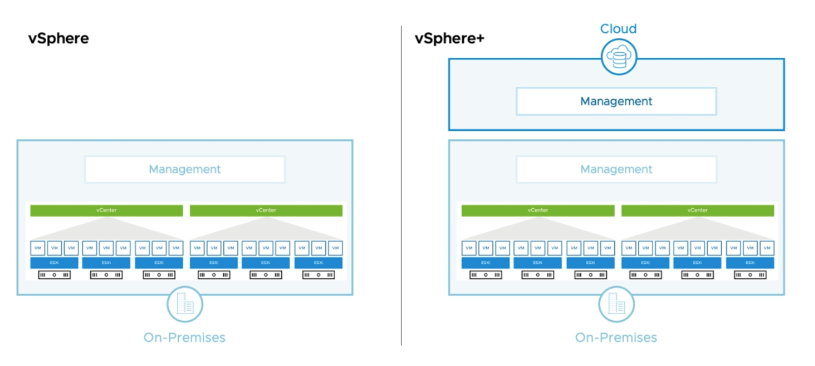 vSphere
Management
vCenter vCenter
VM VM VM VM VM VM VM VM VM VM VM VM VM VM VM VM VM VM
ESXi ESXi ESXi ESXi ESXi ESXi
On-Premises
vSphere+
Cloud
Management
Management
vCenter vCenter
VM VM VM VM VM VM VM VM VM VM VM VM VM VM VM VM VM VM
ESXi ESXi ESXi ESXi ESXi ESXi
On-Premises